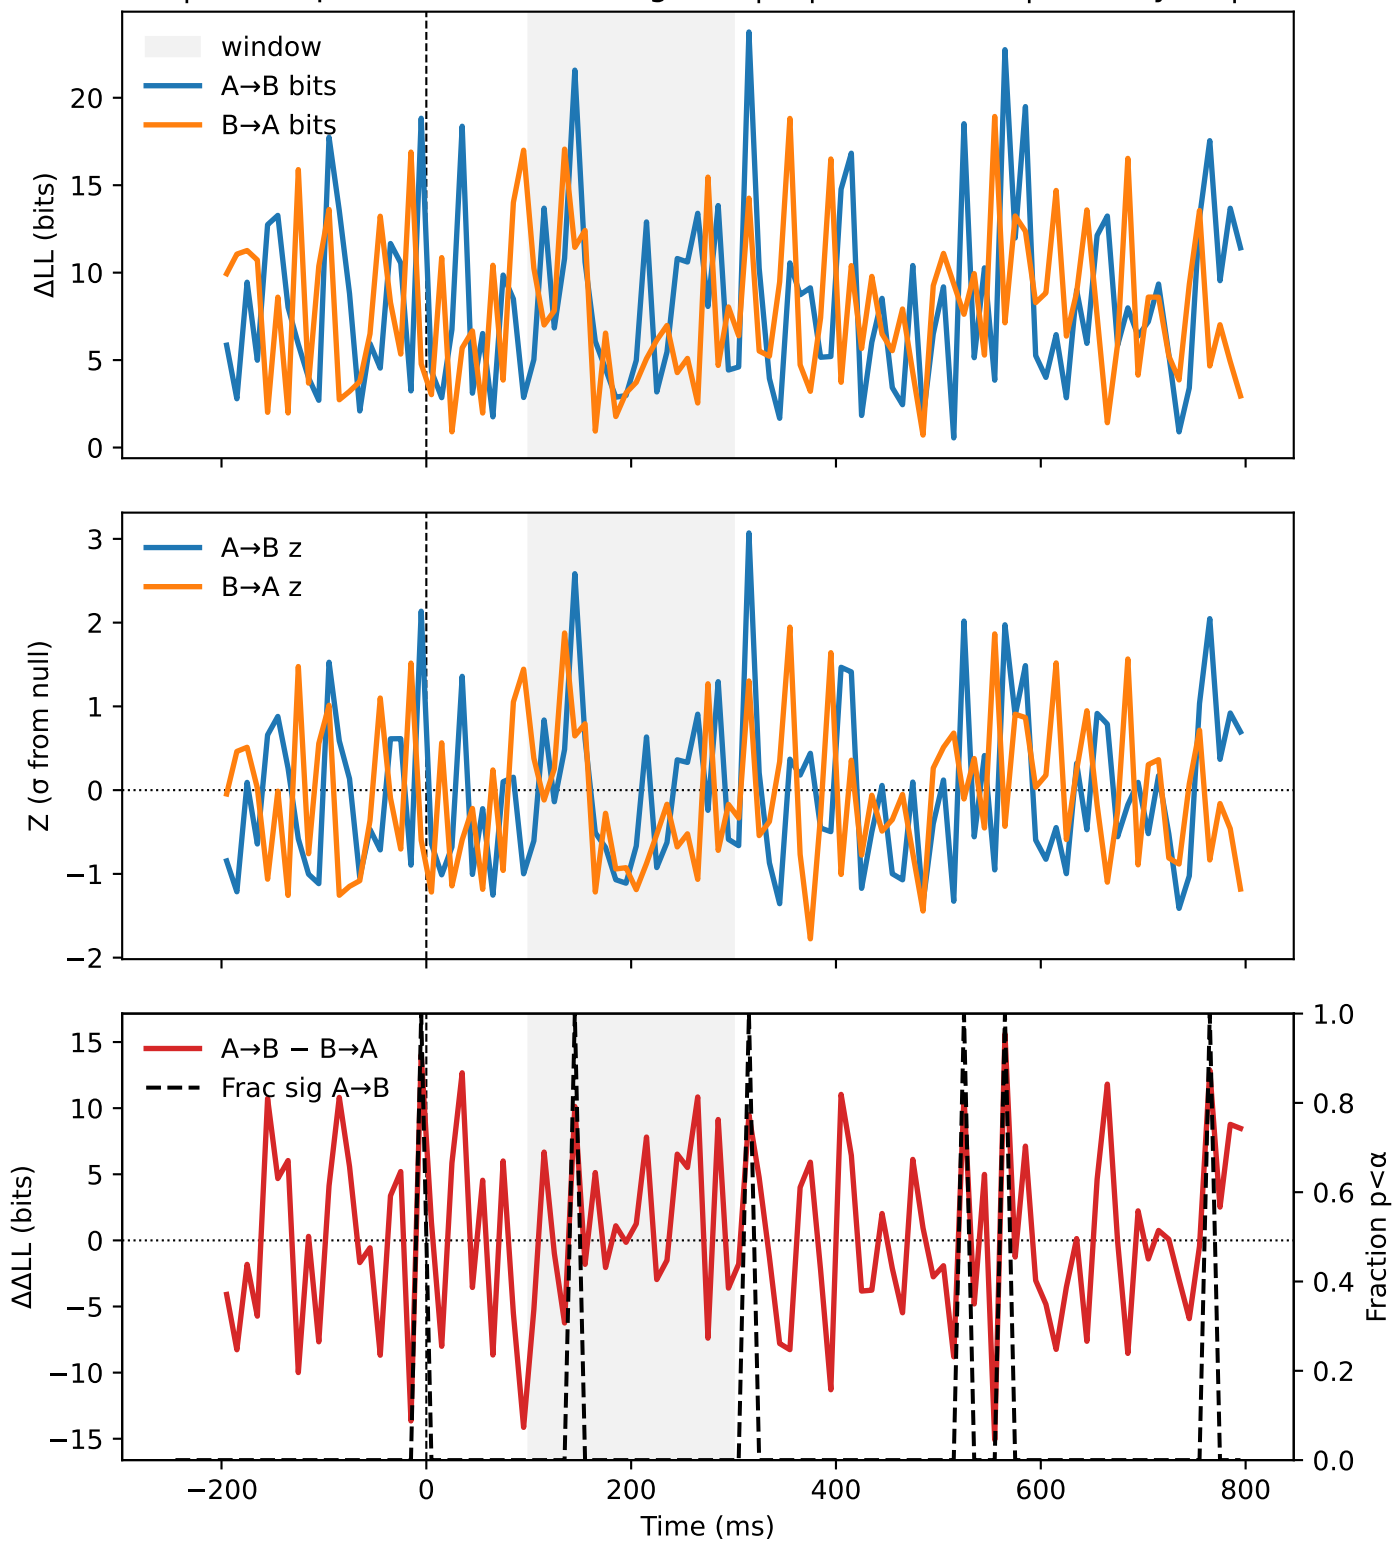 window
A→B bits
B→A bits
ΔLL (bits)
20
15
10
5
0
A→B z
B→A z
Z (σ from null)
3
2
1
0
−1
−2
A→B − B→A
Frac sig A→B
ΔΔLL (bits)
15
10
5
0
−5
−10
−15
1.0
0.8
0.6
0.4
0.2
0.0
Fraction p<α
−200
0
200
400
600
800
Time (ms)